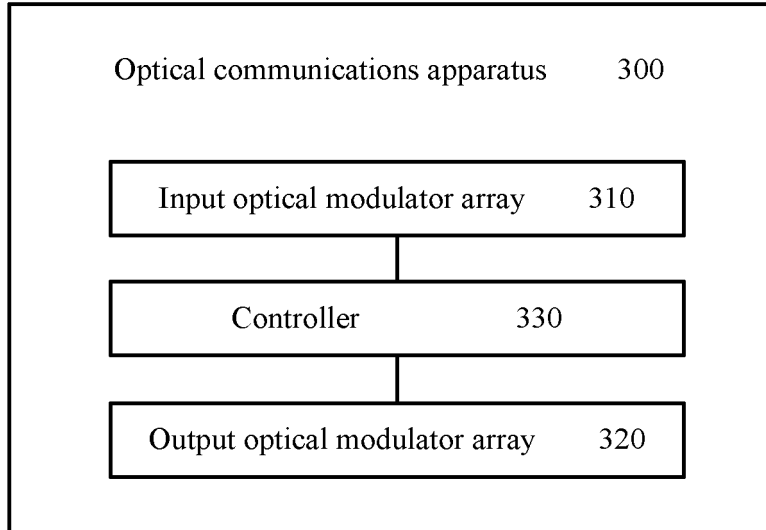 Optical communications apparatus 300
Input optical modulator array 310
Controller 330
Output optical modulator array 320